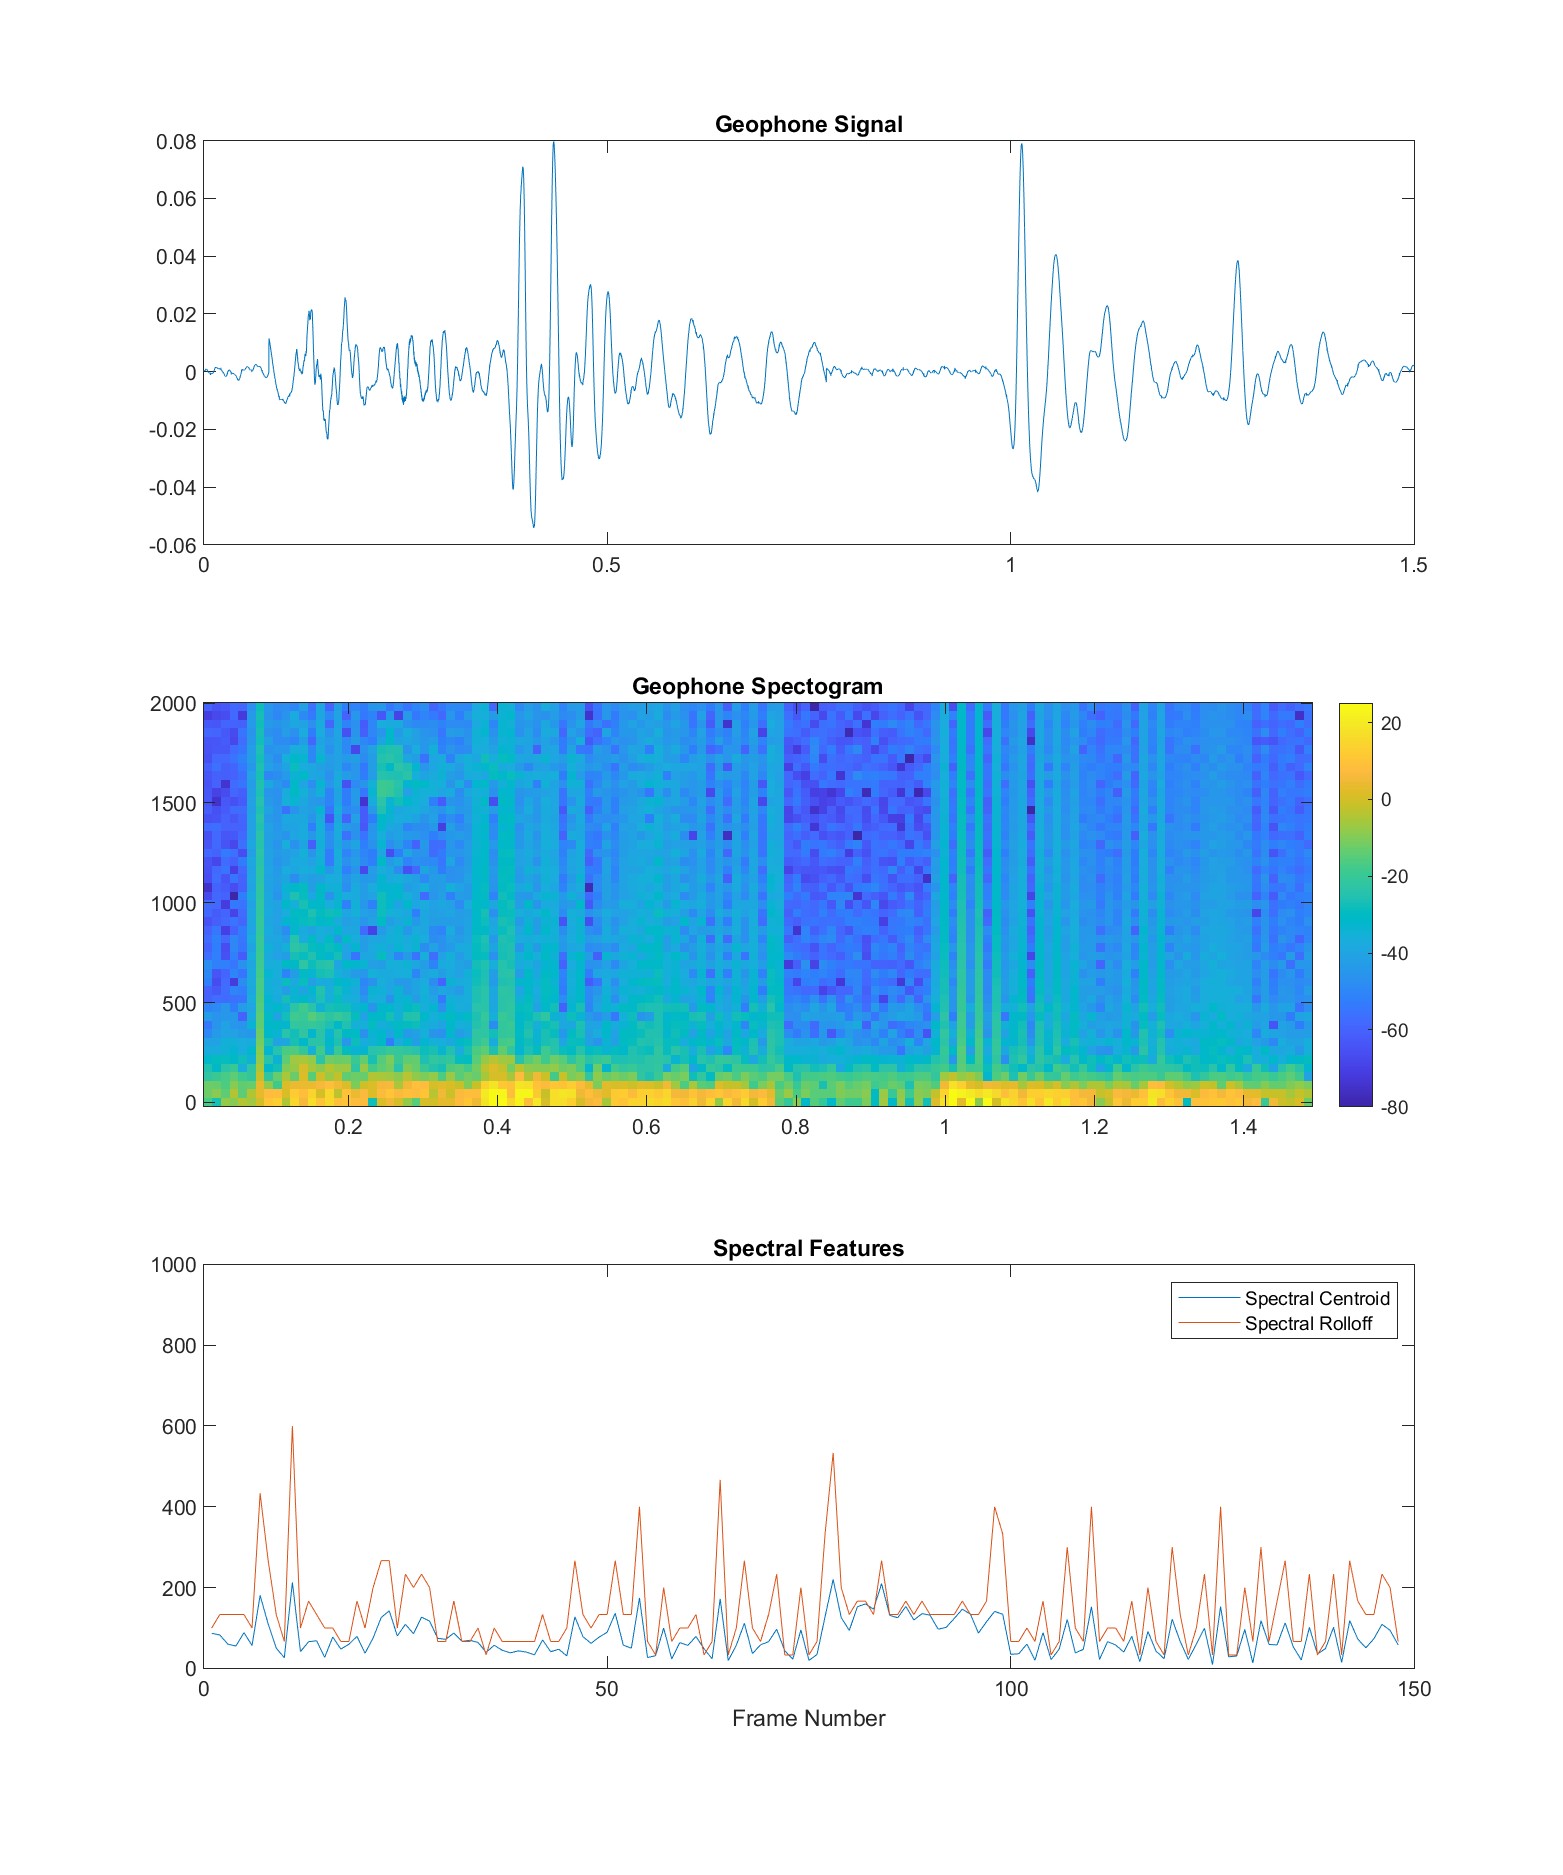 Geophone Signal
0.08
0.06
0.04
0.02
0
-0.02
-0.04
-0.06
0 0.5 1 1.5
Geophone Spectogram
2000
1500
1000
500
0
20
0
-20
-40
-60
-80
0.2 0.4 0.6 0.8 1 1.2 1.4
Spectral Features
1000
800
600
400
200
0
Spectral Centroid
Spectral Rolloff
0 50 100 150
Frame Number